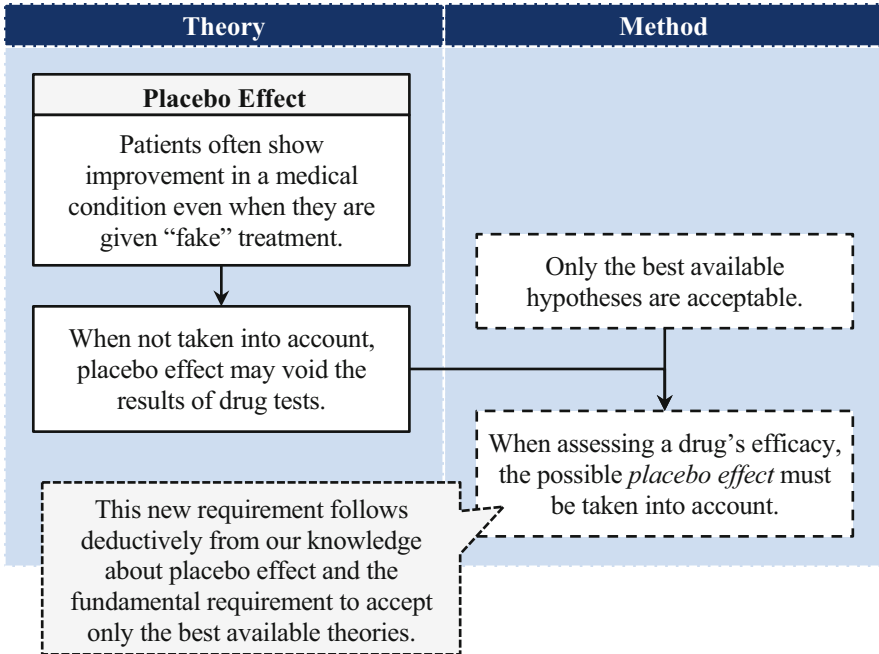 Theory
Method
Placebo Effect
Patients often show
improvement in a medical
condition even when they are
given “fake” treatment.
Only the best available
hypotheses are acceptable.
When not taken into account,
placebo effect may void the
results of drug tests.
When assessing a drug’s efficacy,
the possible placebo effect must
be taken into account.
This new requirement follows
deductively from our knowledge
about placebo effect and the
fundamental requirement to accept
only the best available theories.